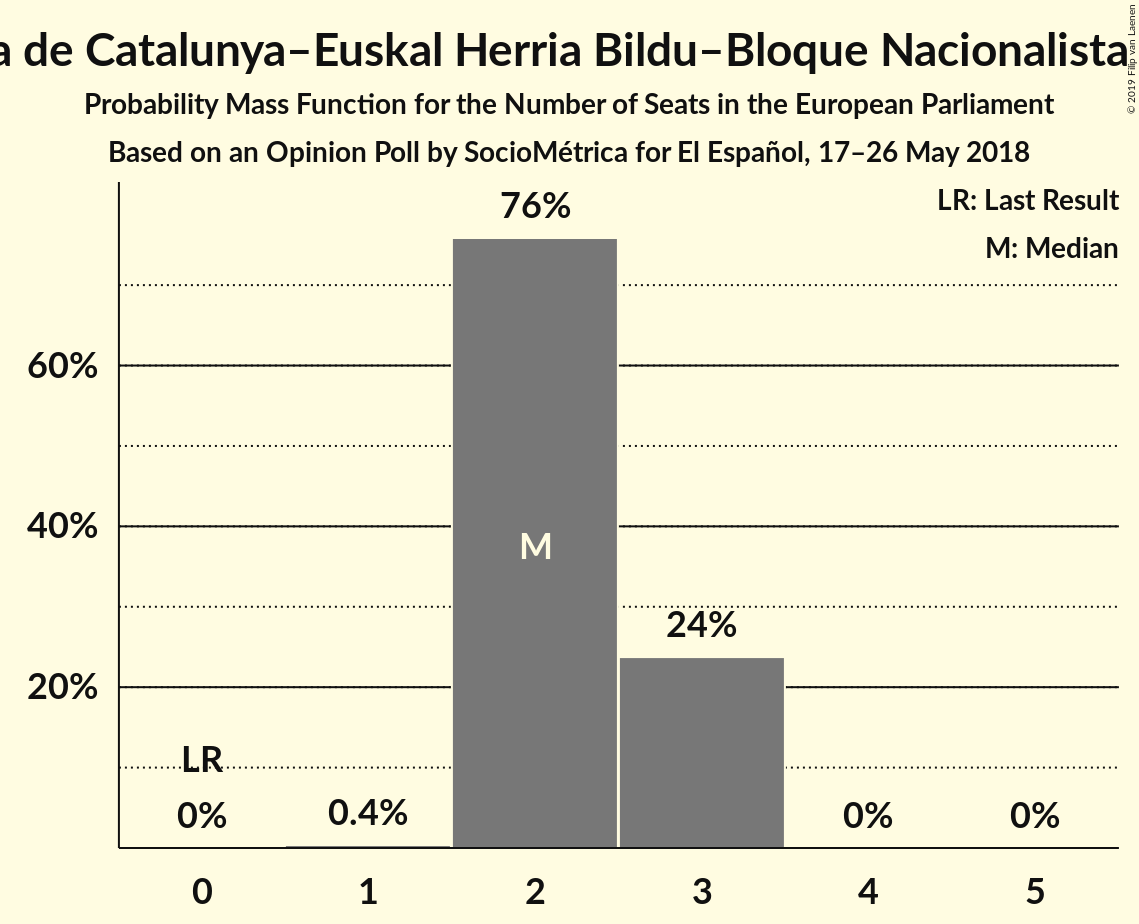 a de Catalunya–Euskal Herria Bildu–Bloque Nacionalista
Probability Mass Function for the Number of Seats in the European Parliament
Based on an Opinion Poll by SocioMétrica for El Español, 17–26 May 2018
© 2019 Filip van Laenen
LR: Last Result
M: Median
76%
60%
40%
M
24%
20%
LR
0%
0.4%
0%
0%
0 1 2 3 4 5